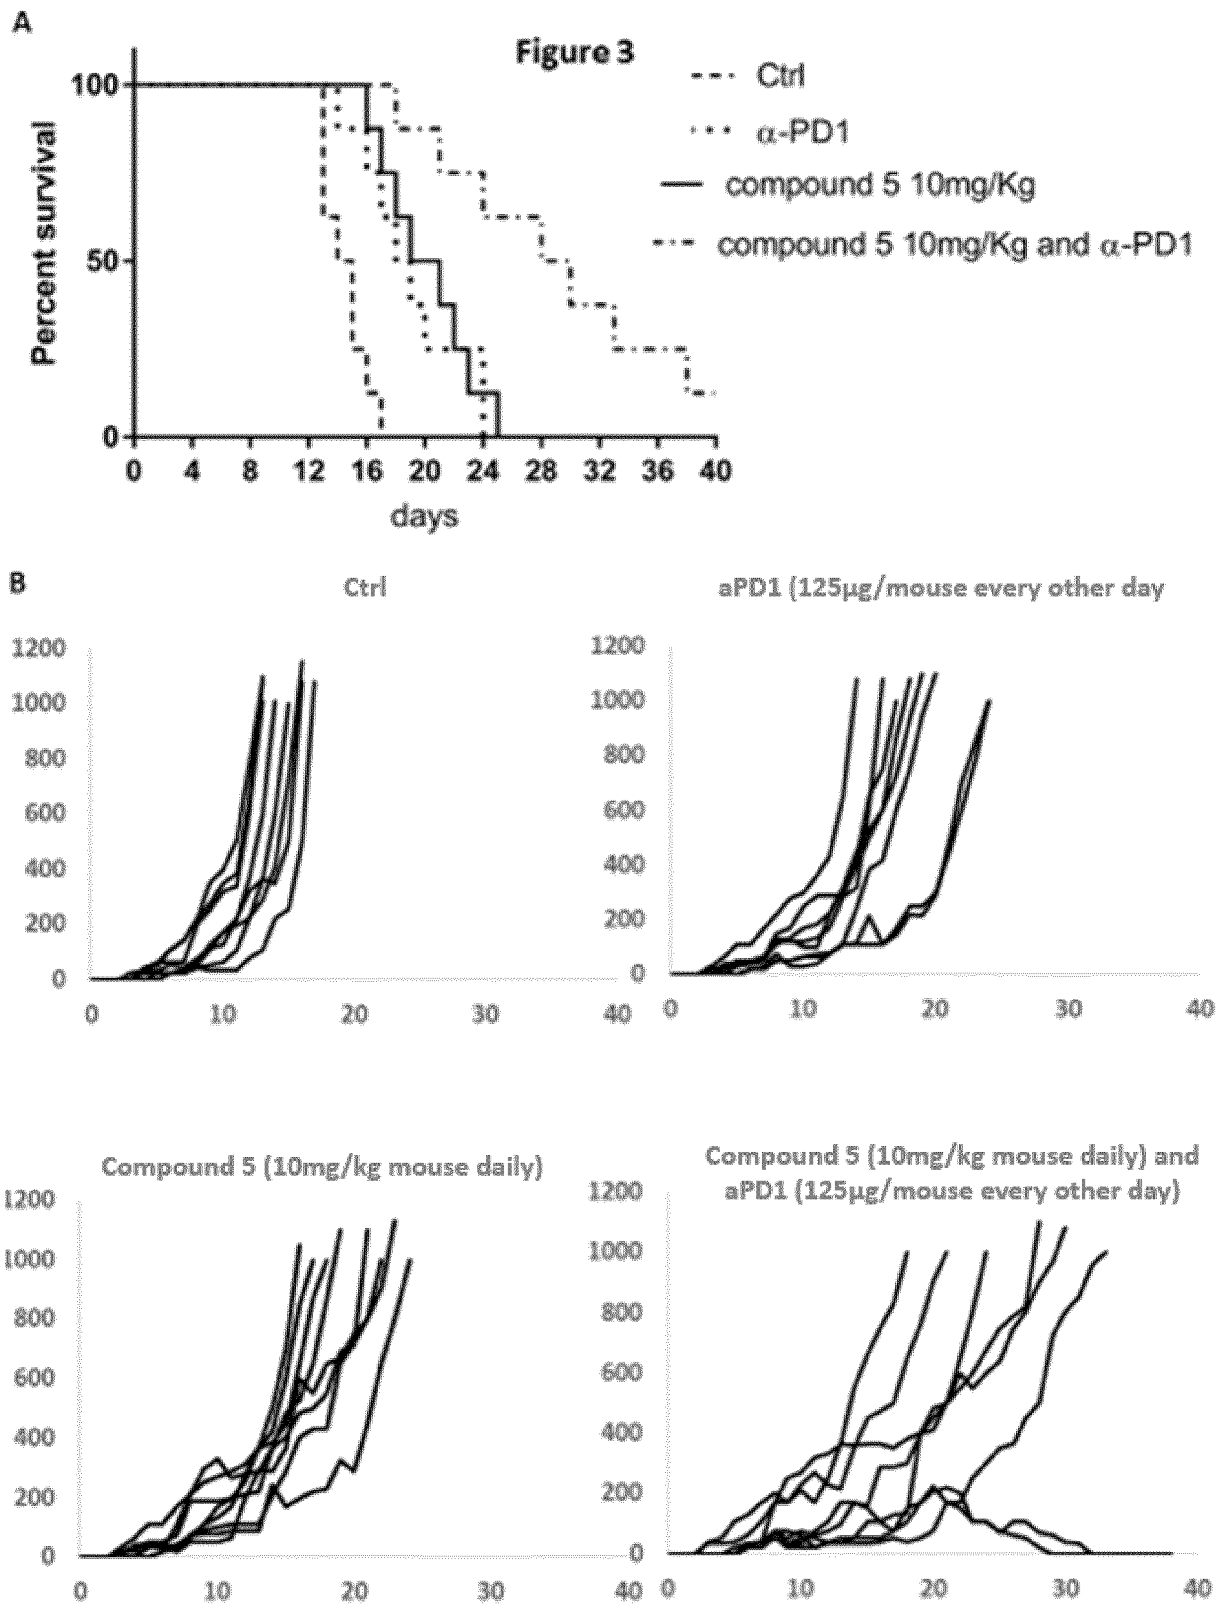 A
Figure 3
Ctrl
α-PD1
compound 5 10mg/Kg
compound 5 10mg/Kg and α-PD1
Percent survival
100
50
0
0 4 8 12 16 20 24 28 32 36 40
days
B
Ctrl
1200
1000
800
600
400
200
0
0 10 20 30 40
aPD1 (125µg/mouse every other day
1200
1000
800
600
400
200
0
0 10 20 30 40
Compound 5 (10mg/kg mouse daily)
1200
1000
800
600
400
200
0
0 10 20 30 40
Compound 5 (10mg/kg mouse daily) and
aPD1 (125µg/mouse every other day)
1200
1000
800
600
400
200
0
0 10 20 30 40